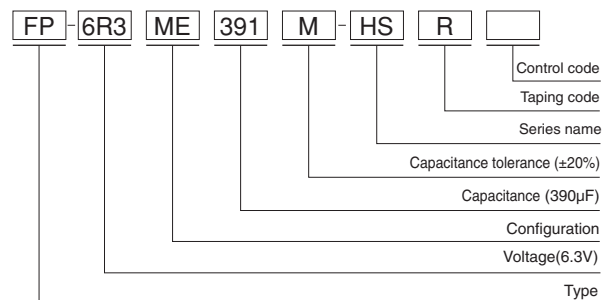 FP - 6R3 ME 391 M - HS R
Control code
Taping code
Series name
Capacitance tolerance (±20%)
Capacitance (390μF)
Configuration
Voltage(6.3V)
Type